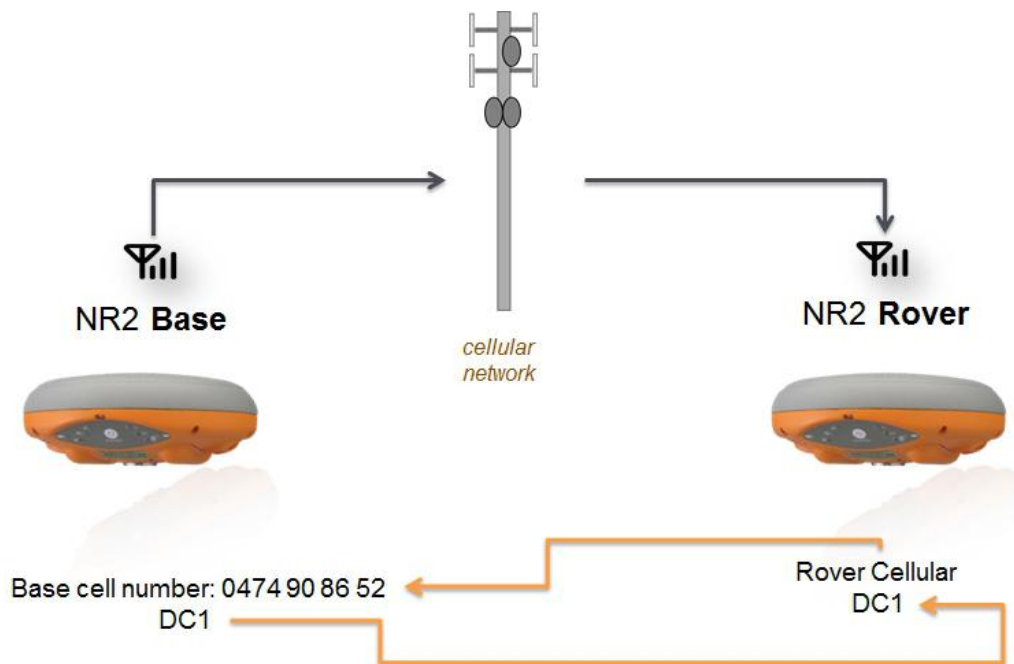 NR2 Base
NR2 Rover
cellular
network
Base cell number: 0474 90 86 52
DC1
Rover Cellular
DC1